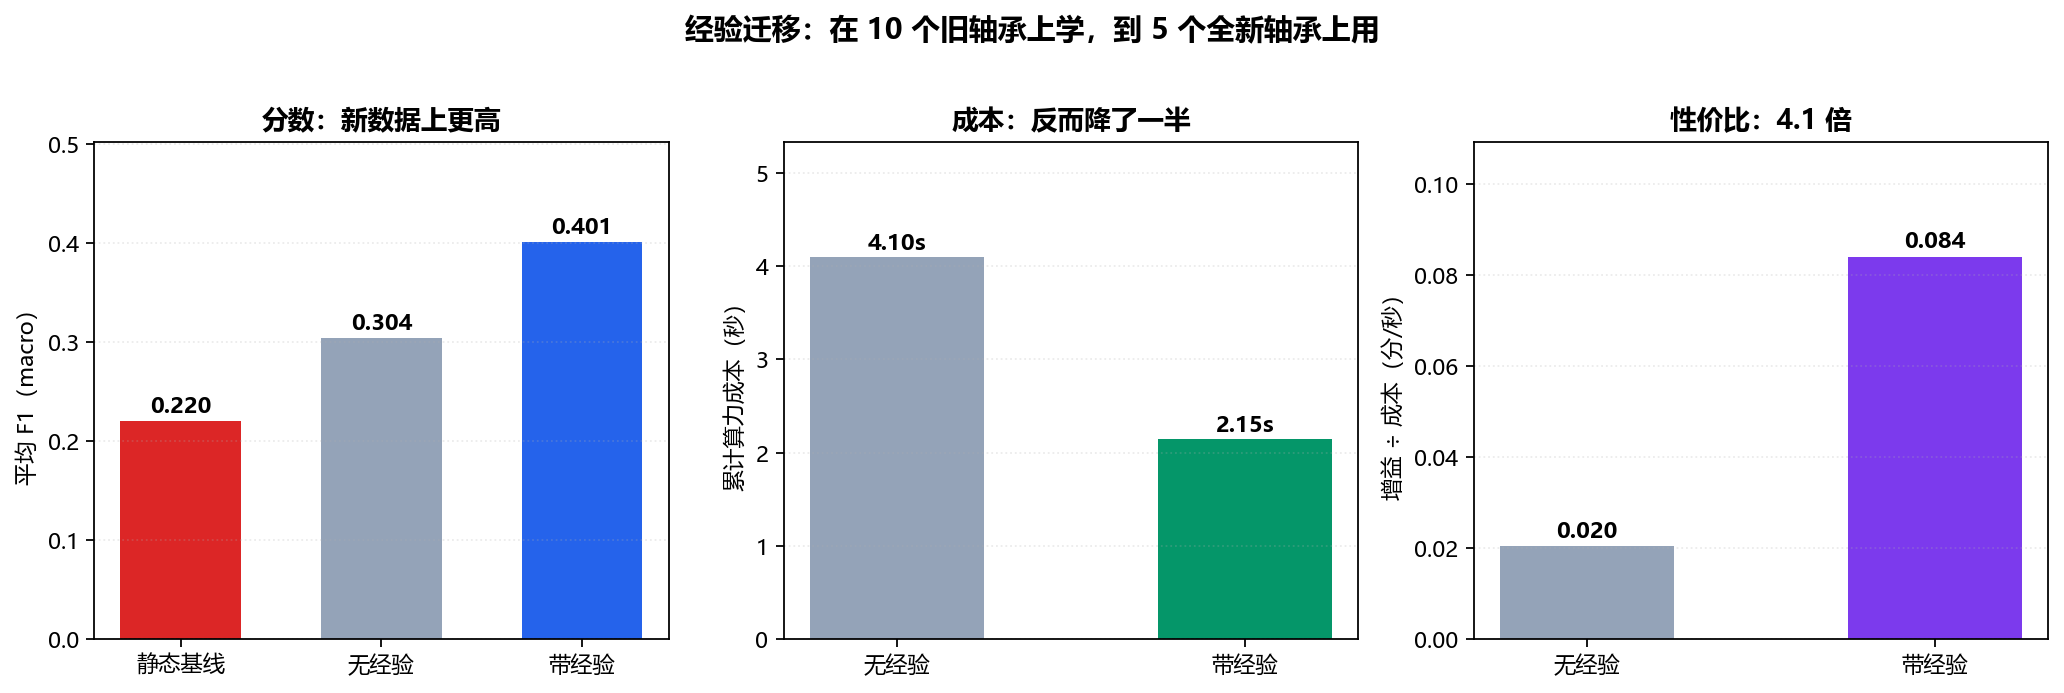 经验迁移：在 10 个旧轴承上学，到 5 个全新轴承上用
分数：新数据上更高
平均 F1（macro）
0.5
0.4
0.3
0.2
0.1
0.0
0.220
0.304
0.401
静态基线
无经验
带经验
成本：反而降了一半
累计算力成本（秒）
5
4
3
2
1
0
4.10s
2.15s
无经验
带经验
性价比：4.1 倍
增益 ÷ 成本（分/秒）
0.10
0.08
0.06
0.04
0.02
0.00
0.020
0.084
无经验
带经验